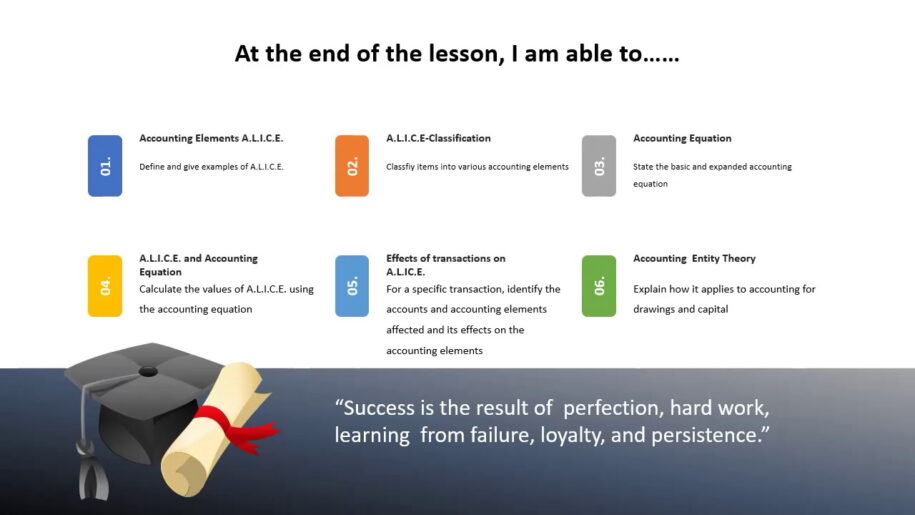 At the end of the lesson, I am able to......
01.
Accounting Elements A.L.I.C.E.
Define and give examples of A.L.I.C.E.
02.
A.L.I.C.E-Classification
Classfiy items into various accounting elements
03.
Accounting Equation
State the basic and expanded accounting
equation
04.
A.L.I.C.E. and Accounting
Equation
Calculate the values of A.L.I.C.E. using
the accounting equation
05.
Effects of transactions on
A.L.ICE.
For a specific transaction, identify the
accounts and accounting elements
affected and its effects on the
accounting elements
06.
Accounting  Entity Theory
Explain how it applies to accounting for
drawings and capital
“Success is the result of  perfection, hard work,
learning  from failure, loyalty, and persistence.”